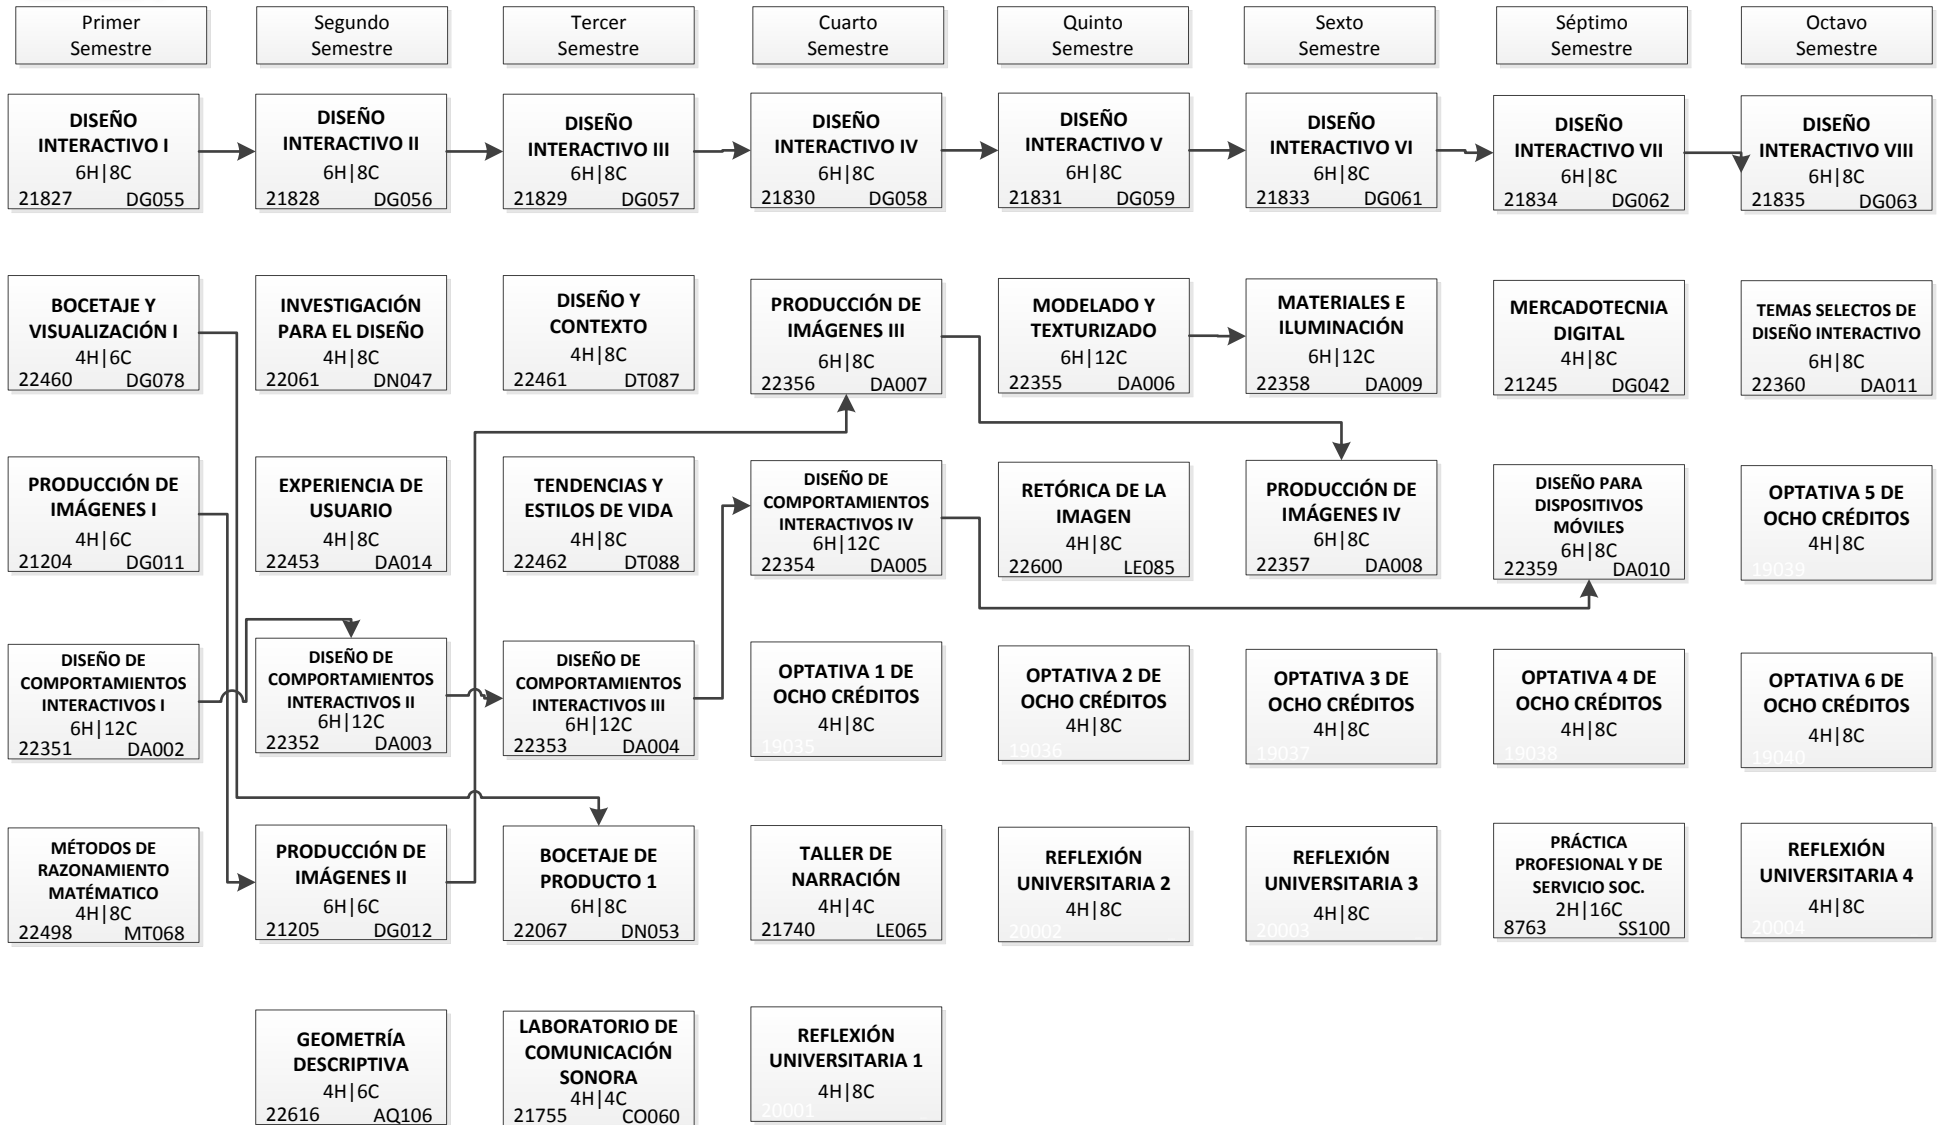 Primer
Semestre
Segundo
Semestre
Tercer
Semestre
Cuarto
Semestre
Quinto
Semestre
Sexto
Semestre
Séptimo
Semestre
Octavo
Semestre
DISEÑO
INTERACTIVO I
6H|8C
21827 DG055
DISEÑO
INTERACTIVO II
6H|8C
21828 DG056
DISEÑO
INTERACTIVO III
6H|8C
21829 DG057
DISEÑO
INTERACTIVO IV
6H|8C
21830 DG058
DISEÑO
INTERACTIVO V
6H|8C
21831 DG059
DISEÑO
INTERACTIVO VI
6H|8C
21833 DG061
DISEÑO
INTERACTIVO VII
6H|8C
21834 DG062
DISEÑO
INTERACTIVO VIII
6H|8C
21835 DG063
BOCETAJE Y
VISUALIZACIÓN I
4H|6C
22460 DG078
INVESTIGACIÓN
PARA EL DISEÑO
4H|8C
22061 DN047
DISEÑO Y
CONTEXTO
4H|8C
22461 DT087
PRODUCCIÓN DE
IMÁGENES III
6H|8C
22356 DA007
MODELADO Y
TEXTURIZADO
6H|12C
22355 DA006
MATERIALES E
ILUMINACIÓN
6H|12C
22358 DA009
MERCADOTECNIA
DIGITAL
4H|8C
21245 DG042
TEMAS SELECTOS DE
DISEÑO INTERACTIVO
6H|8C
22360 DA011
PRODUCCIÓN DE
IMÁGENES I
4H|6C
21204 DG011
EXPERIENCIA DE
USUARIO
4H|8C
22453 DA014
TENDENCIAS Y
ESTILOS DE VIDA
4H|8C
22462 DT088
DISEÑO DE
COMPORTAMIENTOS
INTERACTIVOS IV
6H|12C
22354 DA005
RETÓRICA DE LA
IMAGEN
4H|8C
22600 LE085
PRODUCCIÓN DE
IMÁGENES IV
6H|8C
22357 DA008
DISEÑO PARA
DISPOSITIVOS
MÓVILES
6H|8C
22359 DA010
OPTATIVA 5 DE
OCHO CRÉDITOS
4H|8C
19039
DISEÑO DE
COMPORTAMIENTOS
INTERACTIVOS I
6H|12C
22351 DA002
DISEÑO DE
COMPORTAMIENTOS
INTERACTIVOS II
6H|12C
22352 DA003
DISEÑO DE
COMPORTAMIENTOS
INTERACTIVOS III
6H|12C
22353 DA004
OPTATIVA 1 DE
OCHO CRÉDITOS
4H|8C
19035
OPTATIVA 2 DE
OCHO CRÉDITOS
4H|8C
19036
OPTATIVA 3 DE
OCHO CRÉDITOS
4H|8C
19037
OPTATIVA 4 DE
OCHO CRÉDITOS
4H|8C
19038
OPTATIVA 6 DE
OCHO CRÉDITOS
4H|8C
19040
MÉTODOS DE
RAZONAMIENTO
MATÉMATICO
4H|8C
22498 MT068
PRODUCCIÓN DE
IMÁGENES II
6H|6C
21205 DG012
BOCETAJE DE
PRODUCTO 1
6H|8C
22067 DN053
TALLER DE
NARRACIÓN
4H|4C
21740 LE065
REFLEXIÓN
UNIVERSITARIA 2
4H|8C
20002
REFLEXIÓN
UNIVERSITARIA 3
4H|8C
20003
PRÁCTICA
PROFESIONAL Y DE
SERVICIO SOC.
2H|16C
8763 SS100
REFLEXIÓN
UNIVERSITARIA 4
4H|8C
20004
GEOMETRÍA
DESCRIPTIVA
4H|6C
22616 AQ106
LABORATORIO DE
COMUNICACIÓN
SONORA
4H|4C
21755 CO060
REFLEXIÓN
UNIVERSITARIA 1
4H|8C
20001